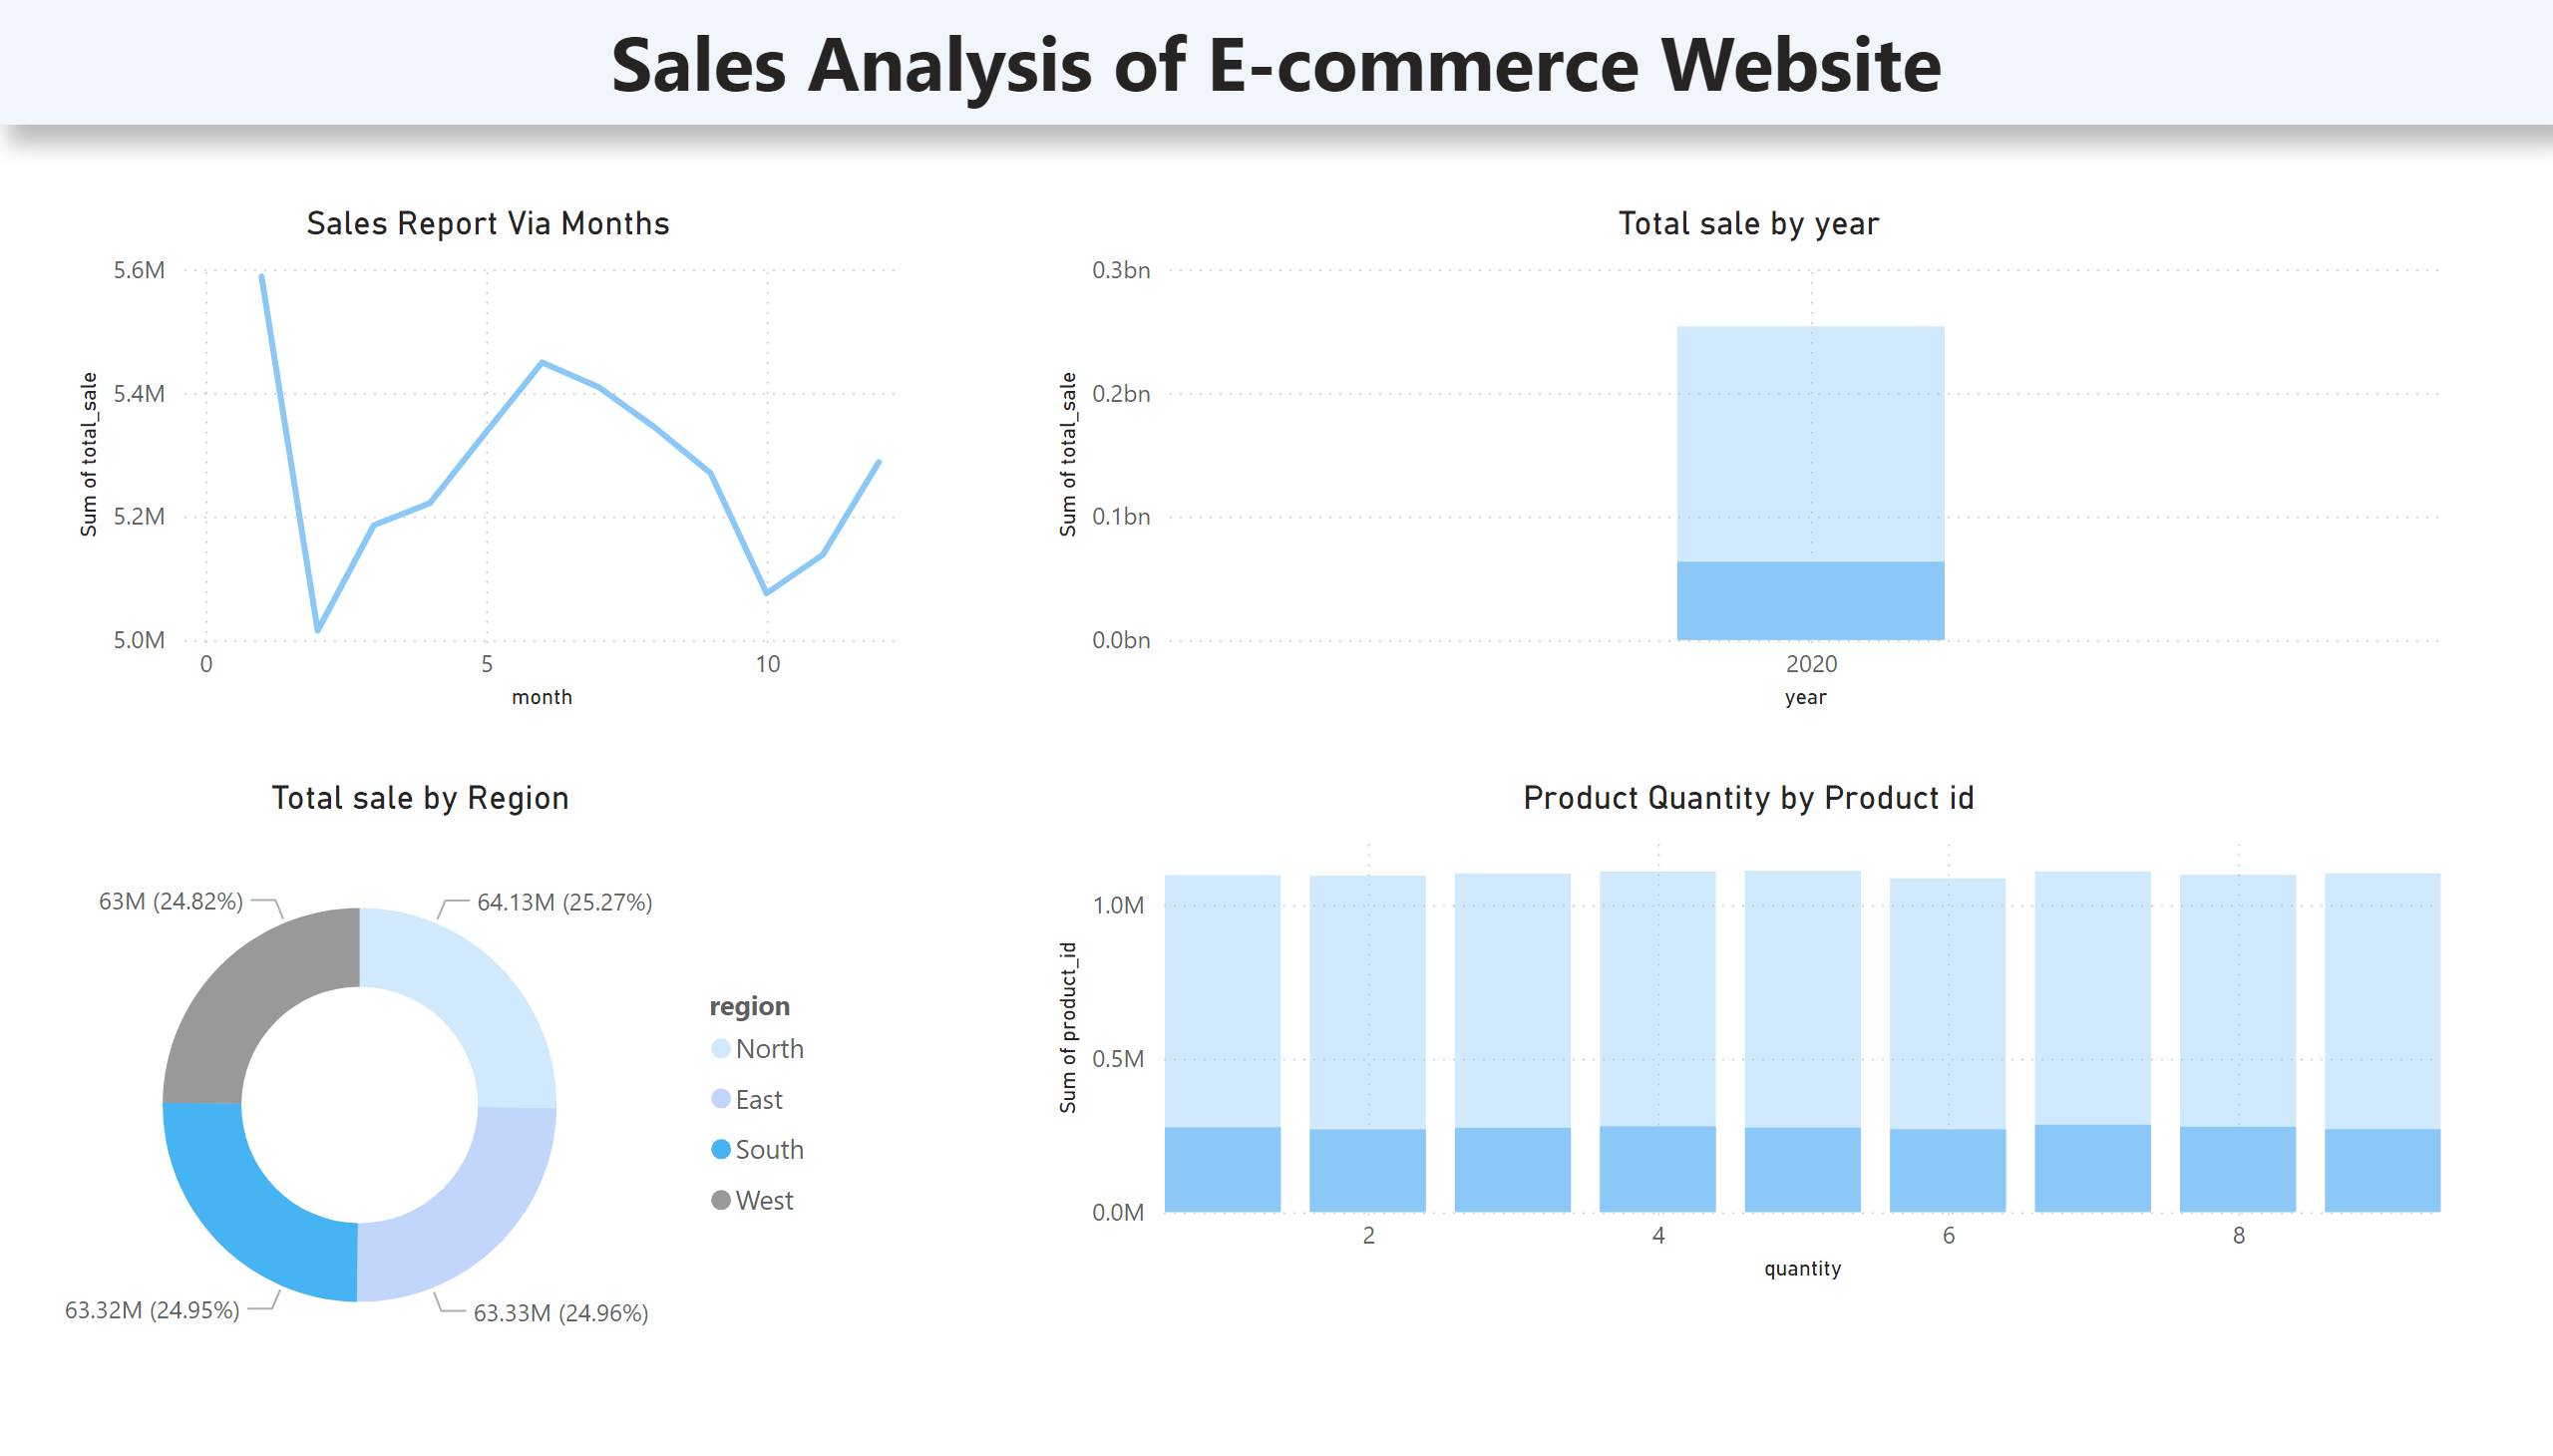 Sales Analysis of E-commerce Website
Sales Report Via Months
Sum of total_sale
5.6M
5.4M
5.2M
5.0M
0 5 10
month
Total sale by year
Sum of total_sale
0.3bn
0.2bn
0.1bn
0.0bn
2020
year
Total sale by Region
63M (24.82%)
64.13M (25.27%)
63.32M (24.95%)
63.33M (24.96%)
region
North
East
South
West
Product Quantity by Product id
Sum of product_id
1.0M
0.5M
0.0M
2 4 6 8
quantity